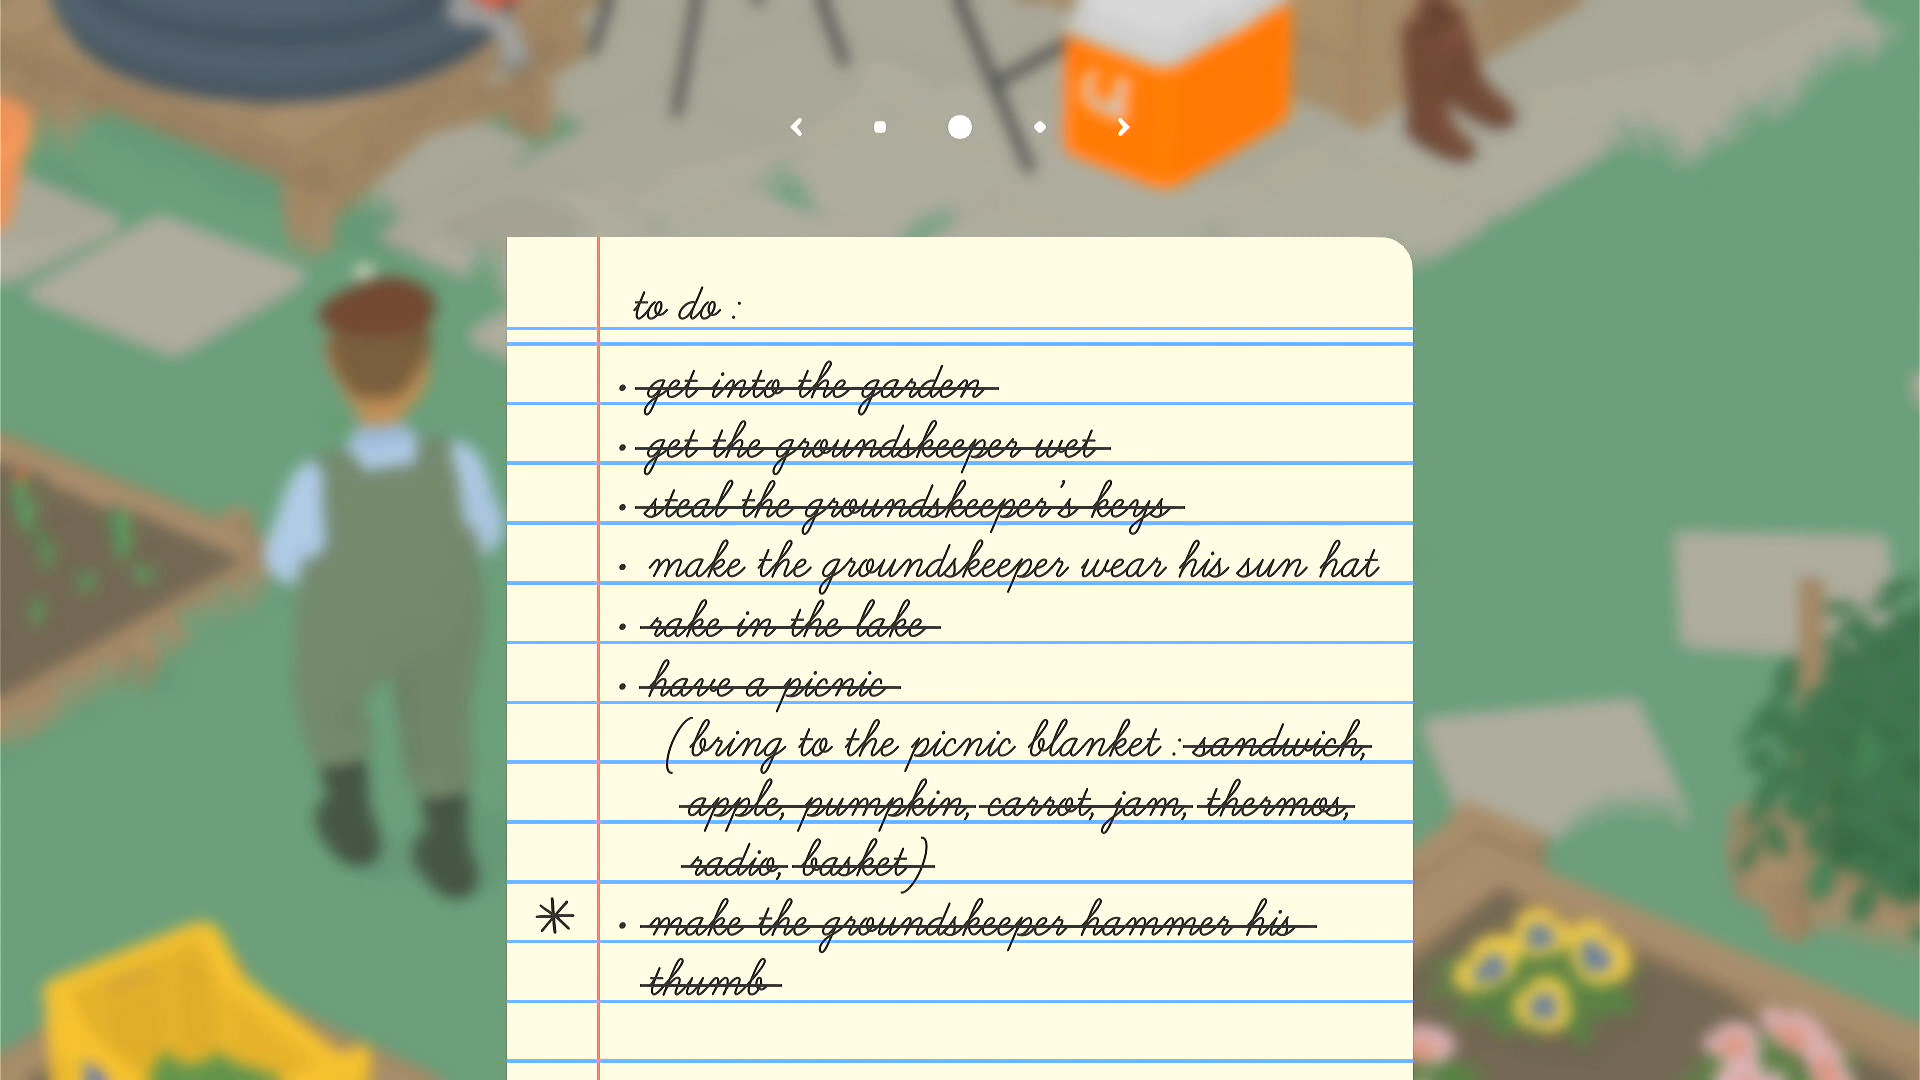 to do :
• get into the garden
• get the groundskeeper wet
• steal the groundskeeper's keys
• make the groundskeeper wear his sun hat
• rake in the lake
• have a picnic
(bring to the picnic blanket : sandwich,
apple, pumpkin, carrot, jam, thermos,
radio, basket)
* • make the groundskeeper hammer his
thumb